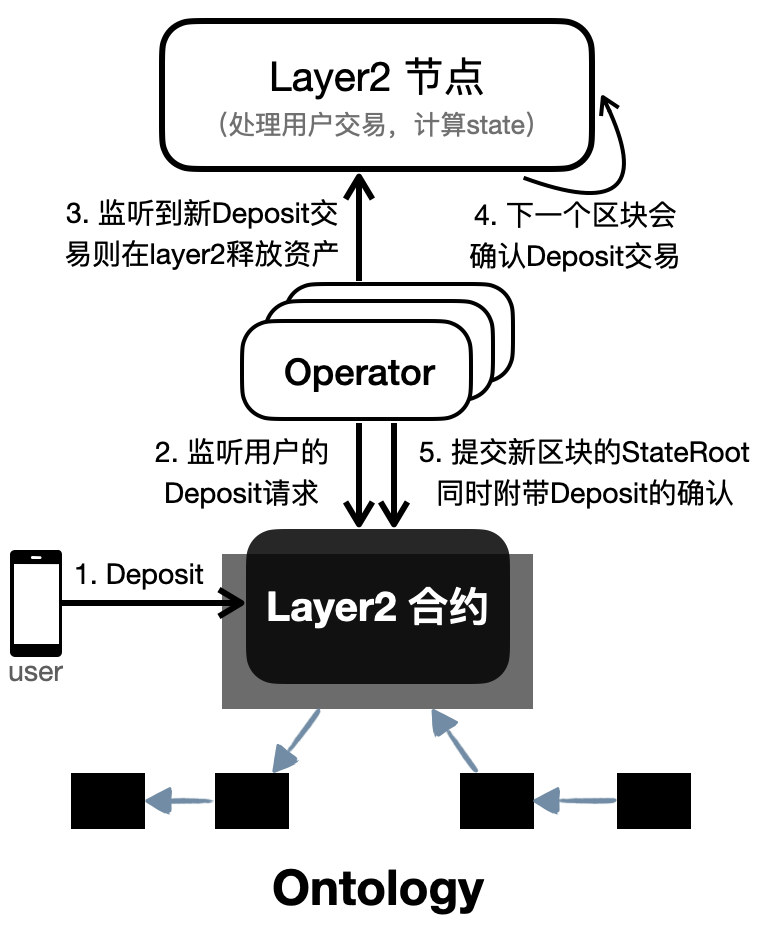 Layer2 节点
（处理用户交易，计算state）
3. 监听到新Deposit交
易则在layer2释放资产
4. 下一个区块会
确认Deposit交易
Operator
2. 监听用户的
Deposit请求
5. 提交新区块的StateRoot
同时附带Deposit的确认
1. Deposit
Layer2 合约
user
Ontology